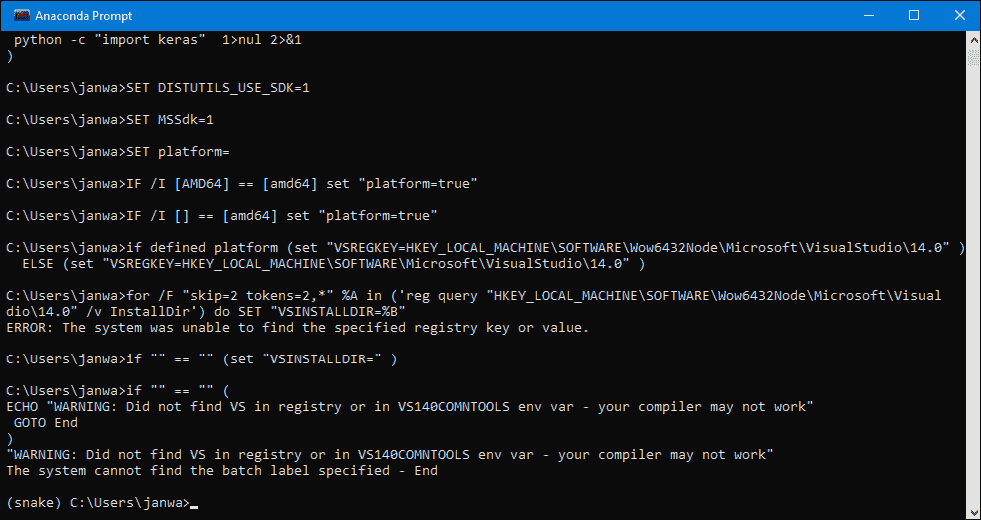 Anaconda Prompt
 python -c "import keras"  1>nul 2>&1
)
C:\Users\janwa>SET DISTUTILS_USE_SDK=1
C:\Users\janwa>SET MSSdk=1
C:\Users\janwa>SET platform=
C:\Users\janwa>IF /I [AMD64] == [amd64] set "platform=true"
C:\Users\janwa>IF /I [] == [amd64] set "platform=true"
C:\Users\janwa>if defined platform (set "VSREGKEY=HKEY_LOCAL_MACHINE\SOFTWARE\Wow6432Node\Microsoft\VisualStudio\14.0" )
  ELSE (set "VSREGKEY=HKEY_LOCAL_MACHINE\SOFTWARE\Microsoft\VisualStudio\14.0" )
C:\Users\janwa>for /F "skip=2 tokens=2,*" %A in ('reg query "HKEY_LOCAL_MACHINE\SOFTWARE\Wow6432Node\Microsoft\Visual
dio\14.0" /v InstallDir') do SET "VSINSTALLDIR=%B"
ERROR: The system was unable to find the specified registry key or value.
C:\Users\janwa>if "" == "" (set "VSINSTALLDIR=" )
C:\Users\janwa>if "" == "" (
ECHO "WARNING: Did not find VS in registry or in VS140COMNTOOLS env var - your compiler may not work"
 GOTO End
)
"WARNING: Did not find VS in registry or in VS140COMNTOOLS env var - your compiler may not work"
The system cannot find the batch label specified - End
(snake) C:\Users\janwa>